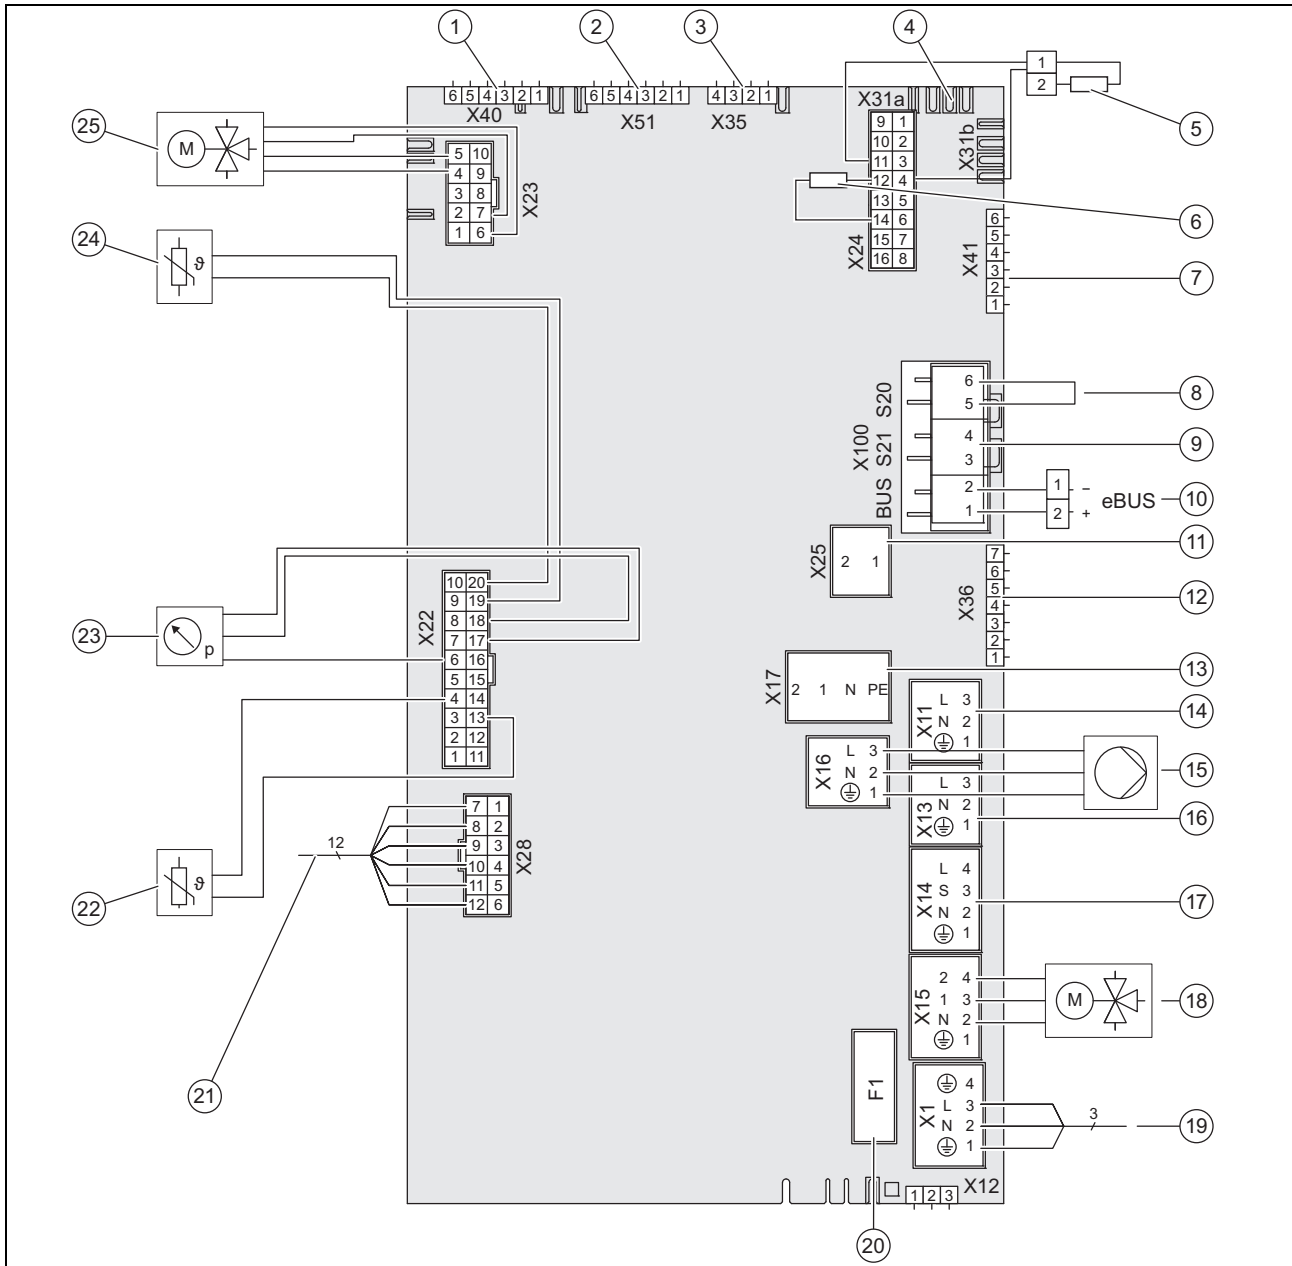 1 2 3 4
1
2
5
6 5 4 3 2 1
X40
6 5 4 3 2 1
X51
4 3 2 1
X35
X31a
X31b
25
M
5 10
4 9
3 8
2 7
1 6
X23
9 1
10 2
11 3
12 4
13 5
14 6
15 7
16 8
X24
6
24
ϑ
6
5
4
3
2
1
X41
7
6
5
4
3
2
1
S20
S21
BUS
X100
8
9
1 –
2 +
eBUS
10
2 1
X25
11
7
6
5
4
3
2
1
X36
12
10 20
9 19
8 18
7 17
6 16
5 15
4 14
3 13
2 12
1 11
X22
23
p
2 1 N PE
X17
13
L 3
N 2
1
X11
14
L 3
N 2
1
X16
15
L 3
N 2
1
X13
16
7 1
8 2
9 3
10 4
11 5
12 6
X28
12
21
22
ϑ
L 4
S 3
N 2
1
X14
17
2 4
1 3
N 2
1
X15
M
18
F1
20
4
L 3
N 2
1
X1
3
19
1 2 3
X12